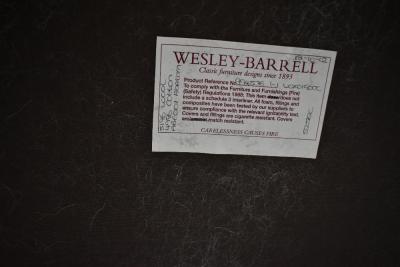 WESLEY-BARRELL
Classic furniture designs since 1895
Product Reference No.
To comply with the Furniture and Furnishings (Fire)
(Safety) Regulations 1988: This item does not
include a schedule 3 interliner. All foam, fillings and
composites have been tested by our suppliers to
ensure compliance with the relevant ignitability test.
Covers and fillings are cigarette resistant. Covers
are match resistant.
CARELESSNESS CAUSES FIRE